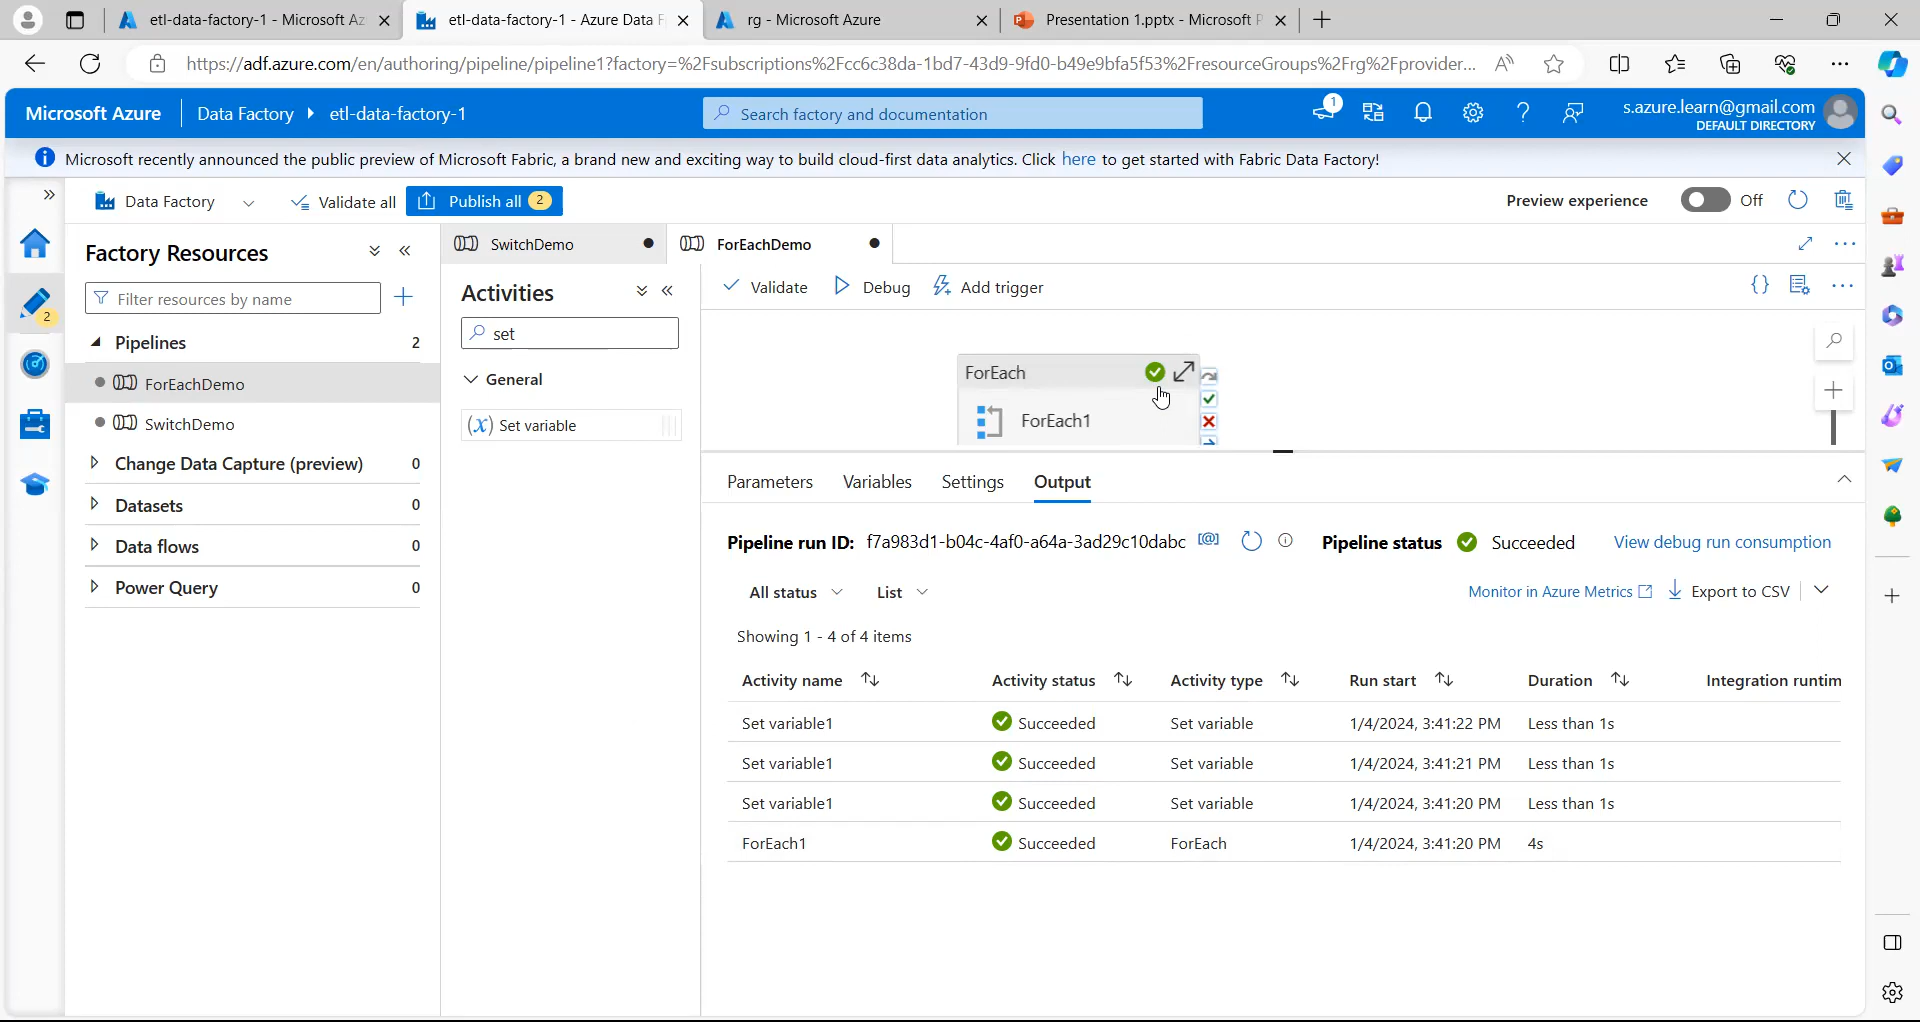 etl-data-factory-1 - Microsoft Az
etl-data-factory-1 - Azure Data F
rg - Microsoft Azure
Presentation 1.pptx - Microsoft P
https://adf.azure.com/en/authoring/pipeline/pipeline1?factory=%2Fsubscriptions%2Fcc6c38da-1bd7-43d9-9fd0-b49e9bfa5f53%2FresourceGroups%2Frg%2Fprovider...
Microsoft Azure
Data Factory
etl-data-factory-1
Search factory and documentation
1
s.azure.learn@gmail.com
DEFAULT DIRECTORY
Microsoft recently announced the public preview of Microsoft Fabric, a brand new and exciting way to build cloud-first data analytics. Click here to get started with Fabric Data Factory!
Data Factory
Validate all
Publish all 2
Preview experience
Off
2
Factory Resources
Filter resources by name
Pipelines 2
ForEachDemo
SwitchDemo
Change Data Capture (preview) 0
Datasets 0
Data flows 0
Power Query 0
SwitchDemo
ForEachDemo
Activities
set
General
(x) Set variable
Validate
Debug
Add trigger
{}
ForEach
ForEach1
Parameters
Variables
Settings
Output
Pipeline run ID: f7a983d1-b04c-4af0-a64a-3ad29c10dabc [@]
Pipeline status Succeeded
View debug run consumption
All status
List
Monitor in Azure Metrics
Export to CSV
Showing 1 - 4 of 4 items
Activity name Activity status Activity type Run start Duration Integration runtim
Set variable1 Succeeded Set variable 1/4/2024, 3:41:22 PM Less than 1s
Set variable1 Succeeded Set variable 1/4/2024, 3:41:21 PM Less than 1s
Set variable1 Succeeded Set variable 1/4/2024, 3:41:20 PM Less than 1s
ForEach1 Succeeded ForEach 1/4/2024, 3:41:20 PM 4s